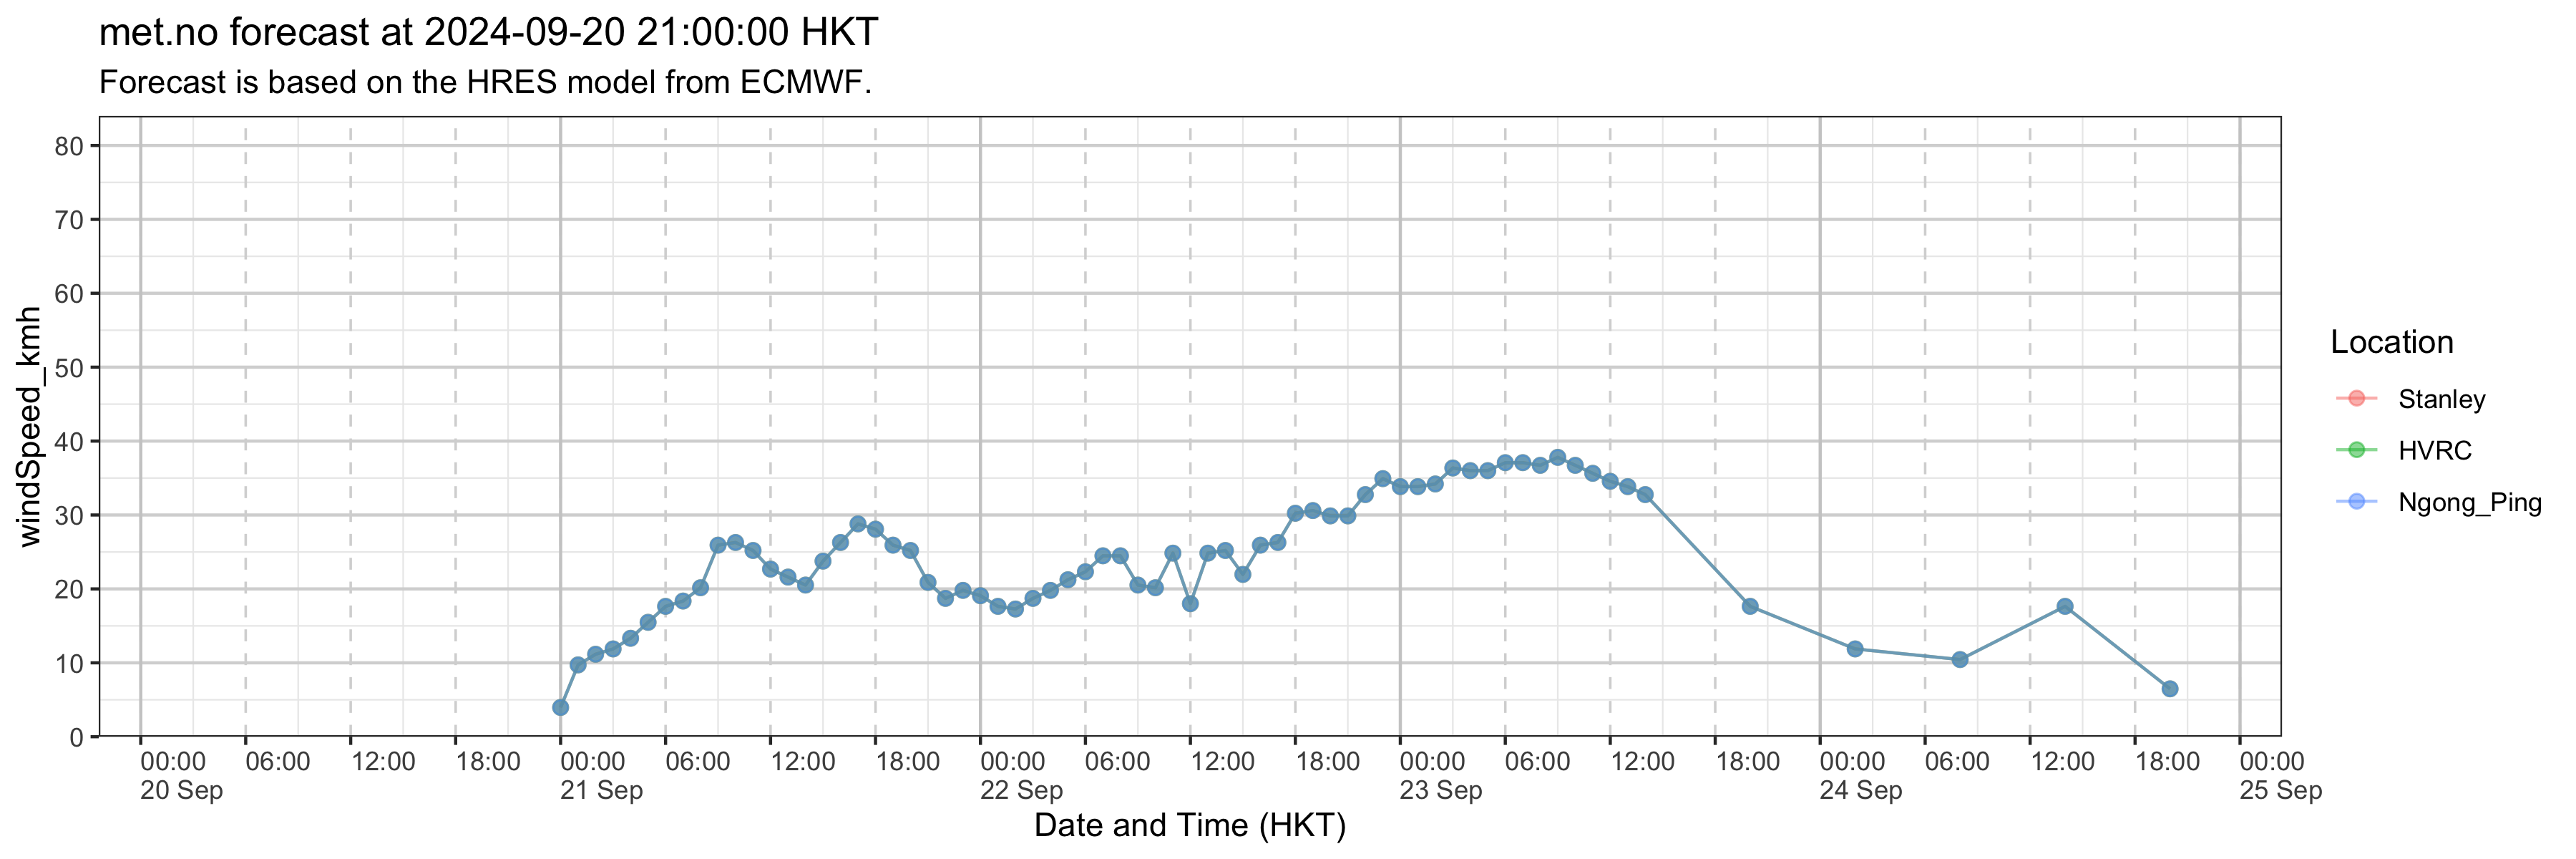 met.no forecast at 2024-09-20 21:00:00 HKT
Forecast is based on the HRES model from ECMWF.
windSpeed_kmh
80
70
60
50
40
30
20
10
0
00:00 06:00 12:00 18:00 00:00 06:00 12:00 18:00 00:00 06:00 12:00 18:00 00:00 06:00 12:00 18:00 00:00 06:00 12:00 18:00 00:00
20 Sep 21 Sep 22 Sep 23 Sep 24 Sep 25 Sep
Date and Time (HKT)
Location
Stanley
HVRC
Ngong_Ping